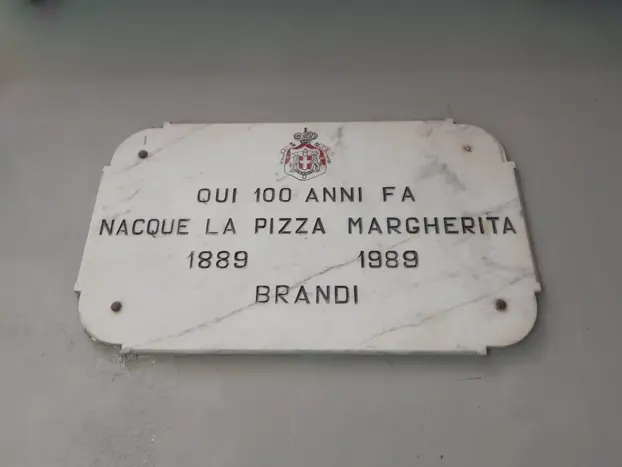 QUI 100 ANNI FA
NACQUE LA PIZZA MARGHERITA
1889 1989
BRANDI